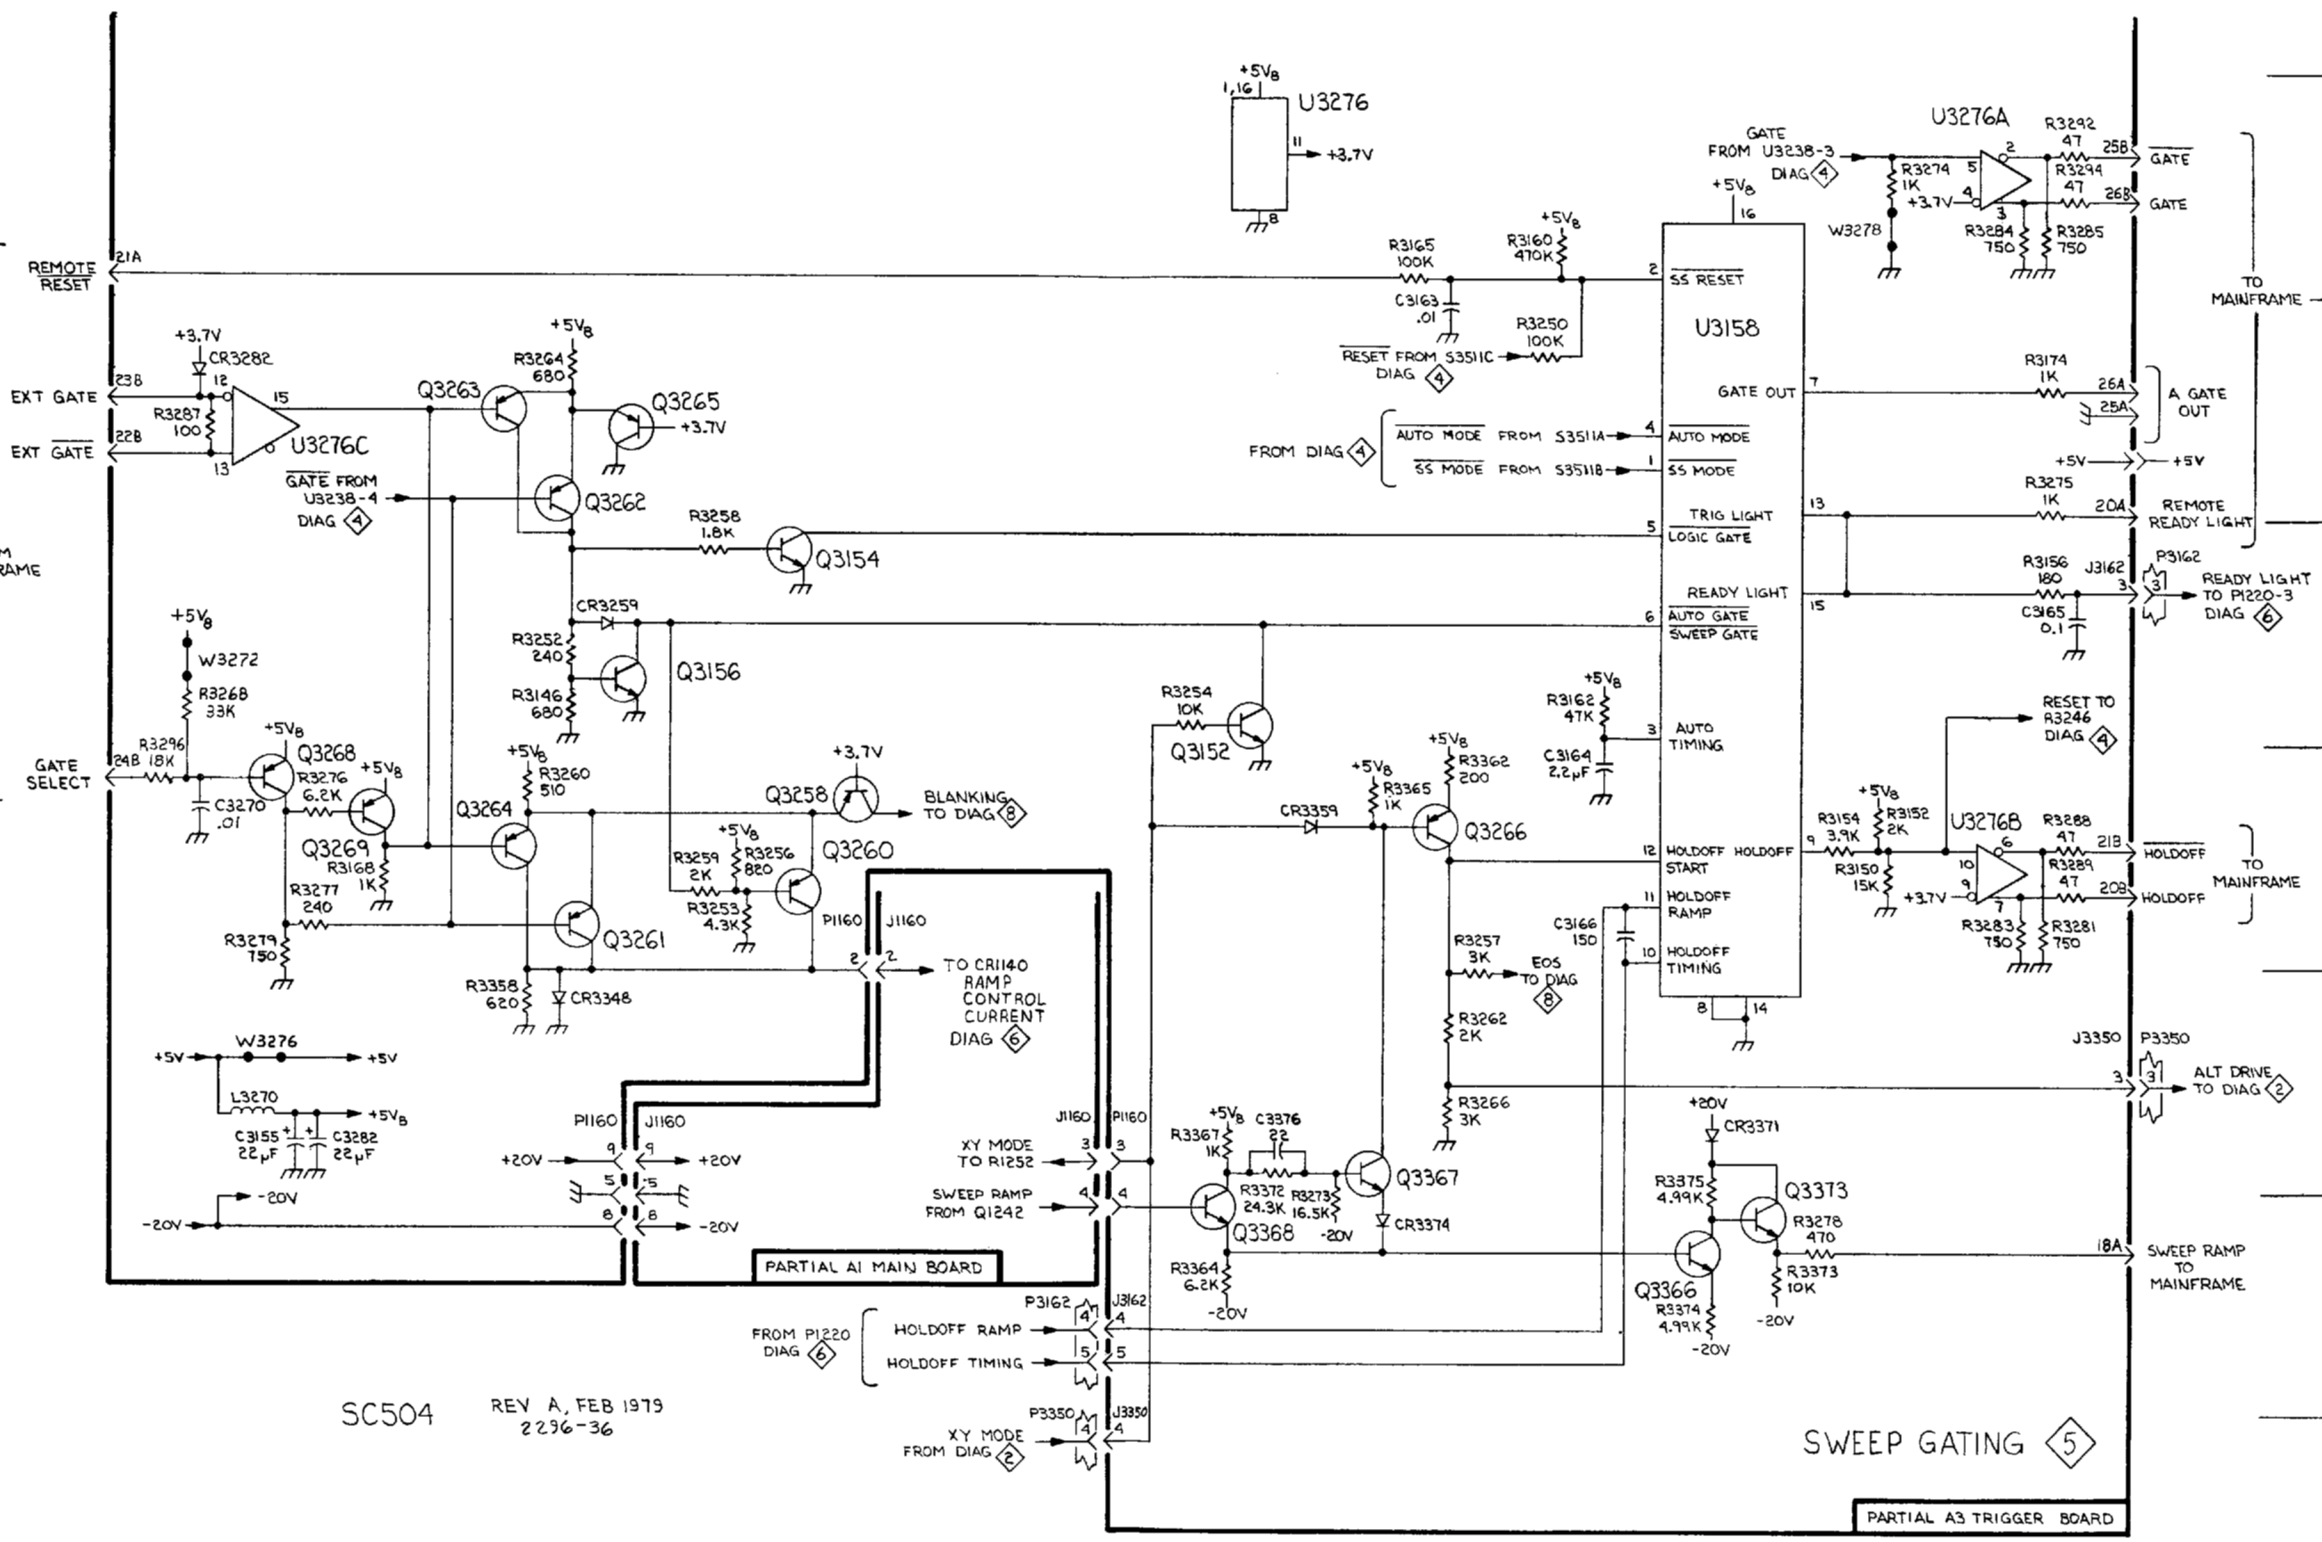 +5VB
1,16
U3276
11
+3.7V
8
U3276A
GATE
FROM U3238-3
DIAG 4
R3274
1K
+3.7V
5
4
2
3
R3292
47
25B
GATE
R3294
47
26B
GATE
W3278
R3284
750
R3285
750
TO
MAINFRAME
REMOTE
RESET
21A
R3165
100K
C3163
.01
+5VB
R3160
470K
R3250
100K
RESET FROM S3511C
DIAG 4
+5VB
16
2
SS RESET
U3158
GATE OUT
7
R3174
1K
26A
25A
A GATE
OUT
FROM DIAG 4
AUTO MODE FROM S3511A
4
AUTO MODE
SS MODE FROM S3511B
1
SS MODE
+5V
+5V
R3275
1K
TRIG LIGHT
13
20A
REMOTE
READY LIGHT
5
LOGIC GATE
READY LIGHT
15
R3156
180
J3162
P3162
3
3
READY LIGHT
TO P1220-3
DIAG 6
C3165
0.1
6
AUTO GATE
SWEEP GATE
+3.7V
CR3282
EXT GATE
23B
12
R3287
100
EXT GATE
22B
13
15
U3276C
GATE FROM
U3238-4
DIAG 4
+5VB
R3264
680
Q3263
Q3265
+3.7V
Q3262
R3258
1.8K
Q3154
M
RAME
CR3259
R3252
240
R3146
680
Q3156
+5VB
W3272
R3268
33K
GATE
SELECT
24B
R3296
18K
C3270
.01
+5VB
Q3268
R3276
6.2K
+5VB
Q3269
R3168
1K
R3277
240
R3279
750
+5VB
R3260
510
Q3264
Q3261
R3358
620
CR3348
+3.7V
Q3258
BLANKING
TO DIAG 8
R3259
2K
+5VB
R3256
820
R3253
4.3K
Q3260
P1160
J1160
2
2
TO CR1140
RAMP
CONTROL
CURRENT
DIAG 6
R3254
10K
Q3152
+5VB
R3162
47K
3
AUTO
TIMING
C3164
2.2µF
RESET TO
R3246
DIAG 4
+5VB
R3365
1K
+5VB
R3362
200
CR3359
Q3266
12
HOLDOFF
START
HOLDOFF
9
R3154
3.9K
+5VB
R3152
2K
R3150
15K
U3276B
10
9
6
7
+3.7V
R3288
47
21B
HOLDOFF
R3289
47
20B
HOLDOFF
R3283
750
R3281
750
TO
MAINFRAME
11
HOLDOFF
RAMP
C3166
150
10
HOLDOFF
TIMING
8
14
R3257
3K
EOS
TO DIAG
8
R3262
2K
R3266
3K
J3350
P3350
3
3
ALT DRIVE
TO DIAG 2
+5V
W3276
+5V
L3270
+5VB
C3155
22µF
+
+
C3282
22µF
-20V
-20V
P1160
J1160
+20V
9
9
+20V
5
5
8
8
-20V
PARTIAL A1 MAIN BOARD
J1160
P1160
XY MODE
TO R1252
3
3
SWEEP RAMP
FROM Q1242
4
4
+5VB
R3367
1K
C3376
22
R3372
24.3K
R3273
16.5K
-20V
Q3367
CR3374
Q3368
R3364
6.2K
-20V
+20V
CR3371
R3375
4.99K
Q3373
R3278
470
18A
SWEEP RAMP
TO
MAINFRAME
R3373
10K
-20V
Q3366
R3374
4.99K
-20V
FROM P1220
DIAG 6
P3162
J3162
HOLDOFF RAMP
4
4
HOLDOFF TIMING
5
5
P3350
J3350
XY MODE
FROM DIAG 2
4
4
SC504
REV A, FEB 1979
2296-36
SWEEP GATING 5
PARTIAL A3 TRIGGER BOARD